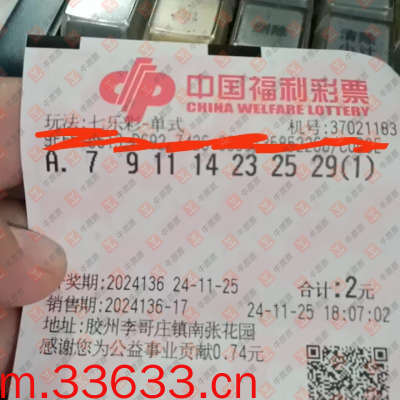 清除
中国福利彩票
CHINA WELFARE LOTTERY
玩法:七乐彩-单式
机号:37021183
A. 7 9 11 14 23 25 29(1)
奖期:2024136 24-11-25
合计:2元
销售期:2024136-17
24-11-25 18:07:02
地址:胶州李哥庄镇南张花园
感谢您为公益事业贡献0.74元
m.33633.cn